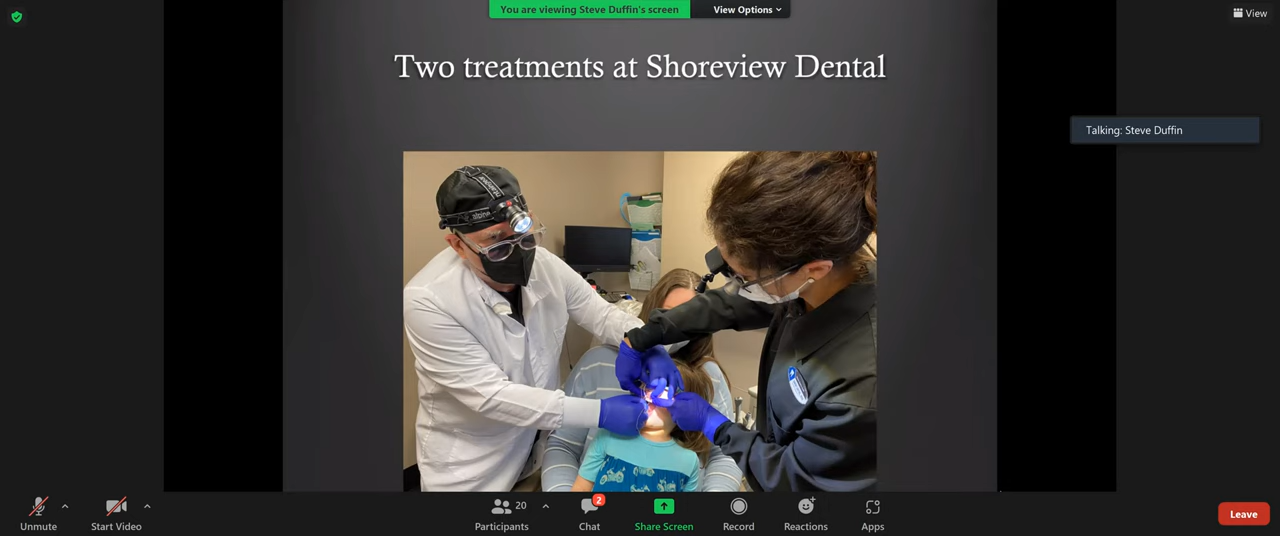 You are viewing Steve Duffin's screen
View Options
View
Two treatments at Shoreview Dental
Talking: Steve Duffin
alpine
Unmute
Start Video
20
Participants
2
Chat
Share Screen
Record
Reactions
Apps
Leave